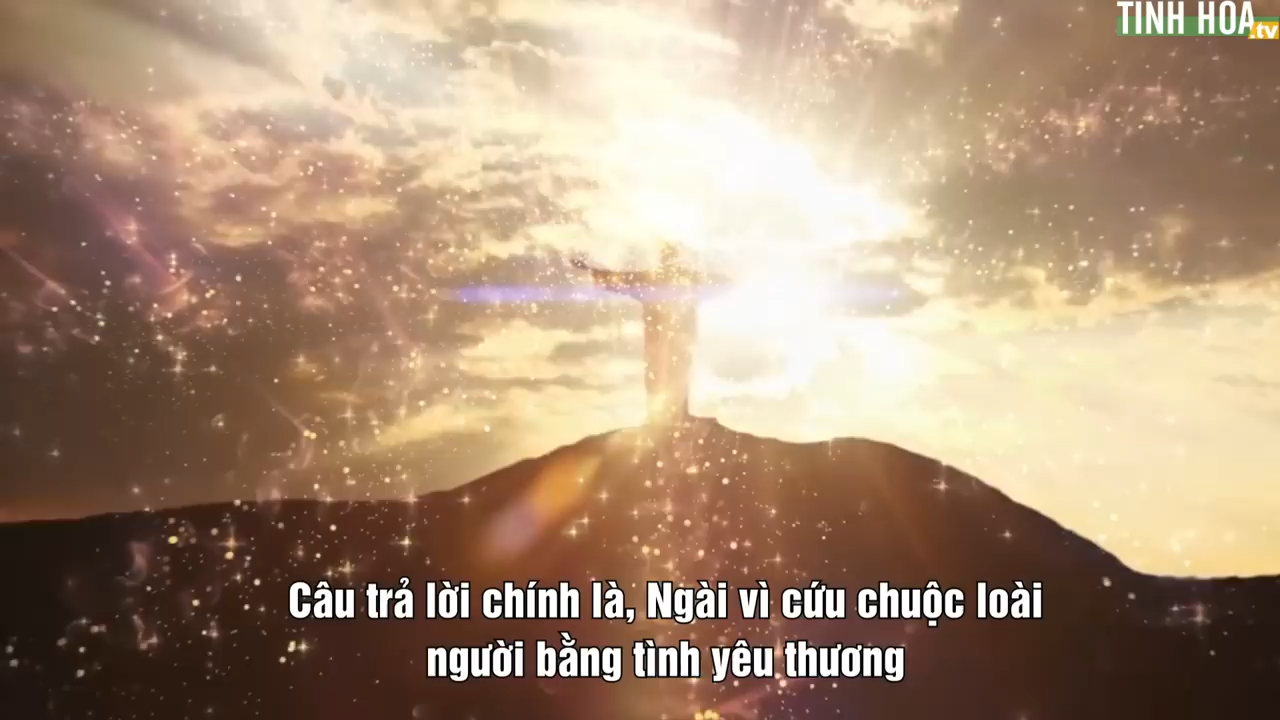 TINH HOA
.tv
Câu trả lời chính là, Ngài vì cứu chuộc loài
người bằng tình yêu thương